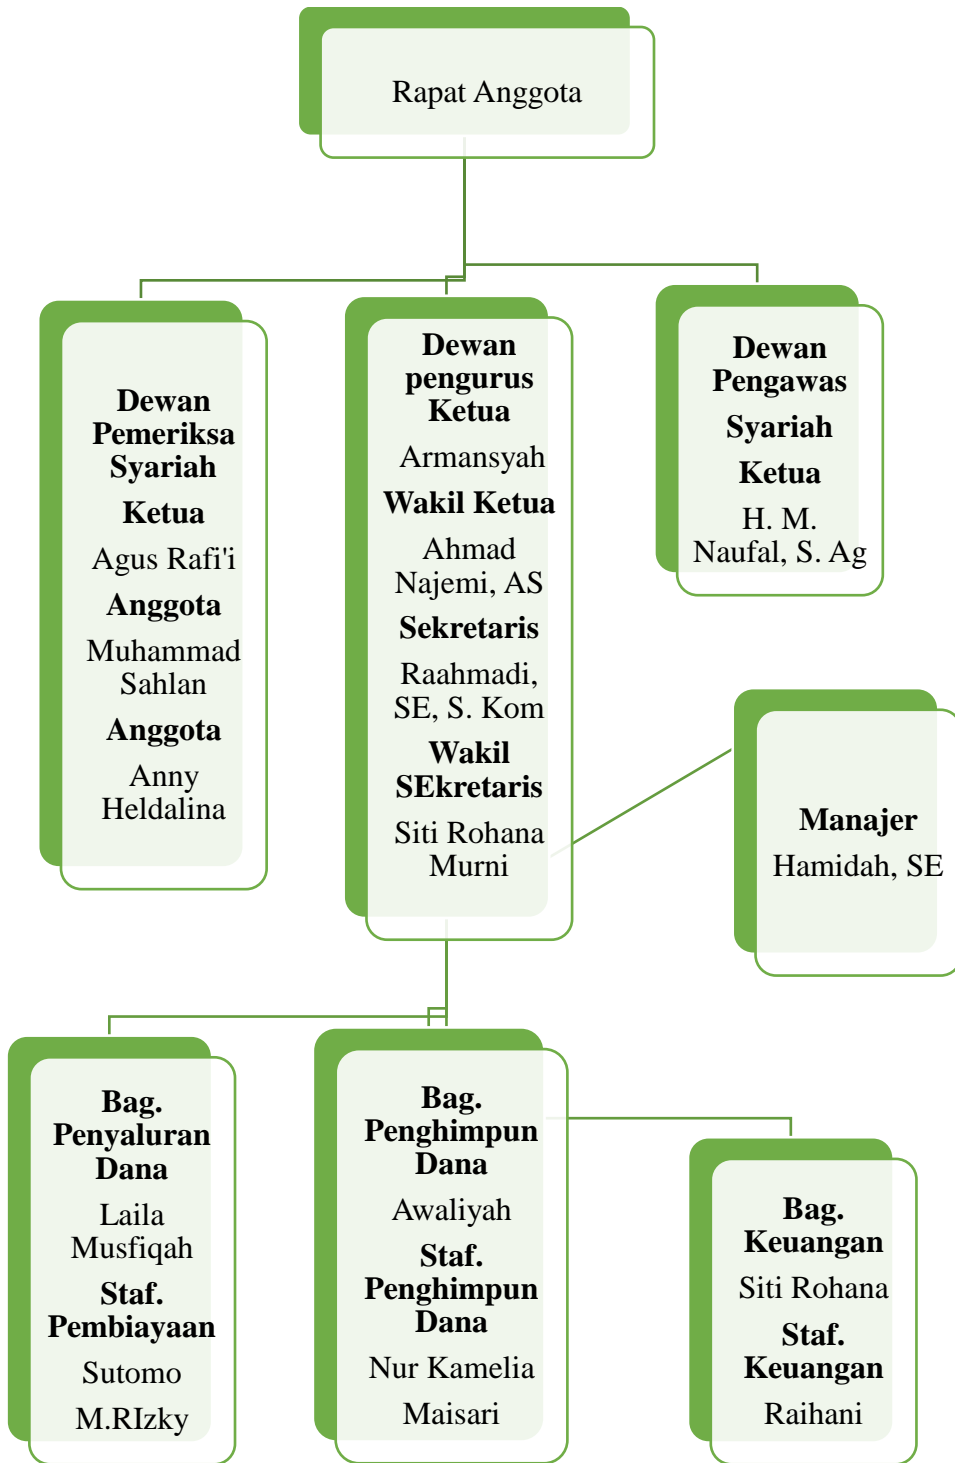 Rapat Anggota
Dewan
Pemeriksa
Syariah
Ketua
Agus Rafi'i
Anggota
Muhammad
Sahlan
Anggota
Anny
Heldalina
Dewan
pengurus
Ketua
Armansyah
Wakil Ketua
Ahmad
Najemi, AS
Sekretaris
Raahmadi,
SE, S. Kom
Wakil
SEkretaris
Siti Rohana
Murni
Dewan
Pengawas
Syariah
Ketua
H. M.
Naufal, S. Ag
Manajer
Hamidah, SE
Bag.
Penyaluran
Dana
Laila
Musfiqah
Staf.
Pembiayaan
Sutomo
M.RIzky
Bag.
Penghimpun
Dana
Awaliyah
Staf.
Penghimpun
Dana
Nur Kamelia
Maisari
Bag.
Keuangan
Siti Rohana
Staf.
Keuangan
Raihani